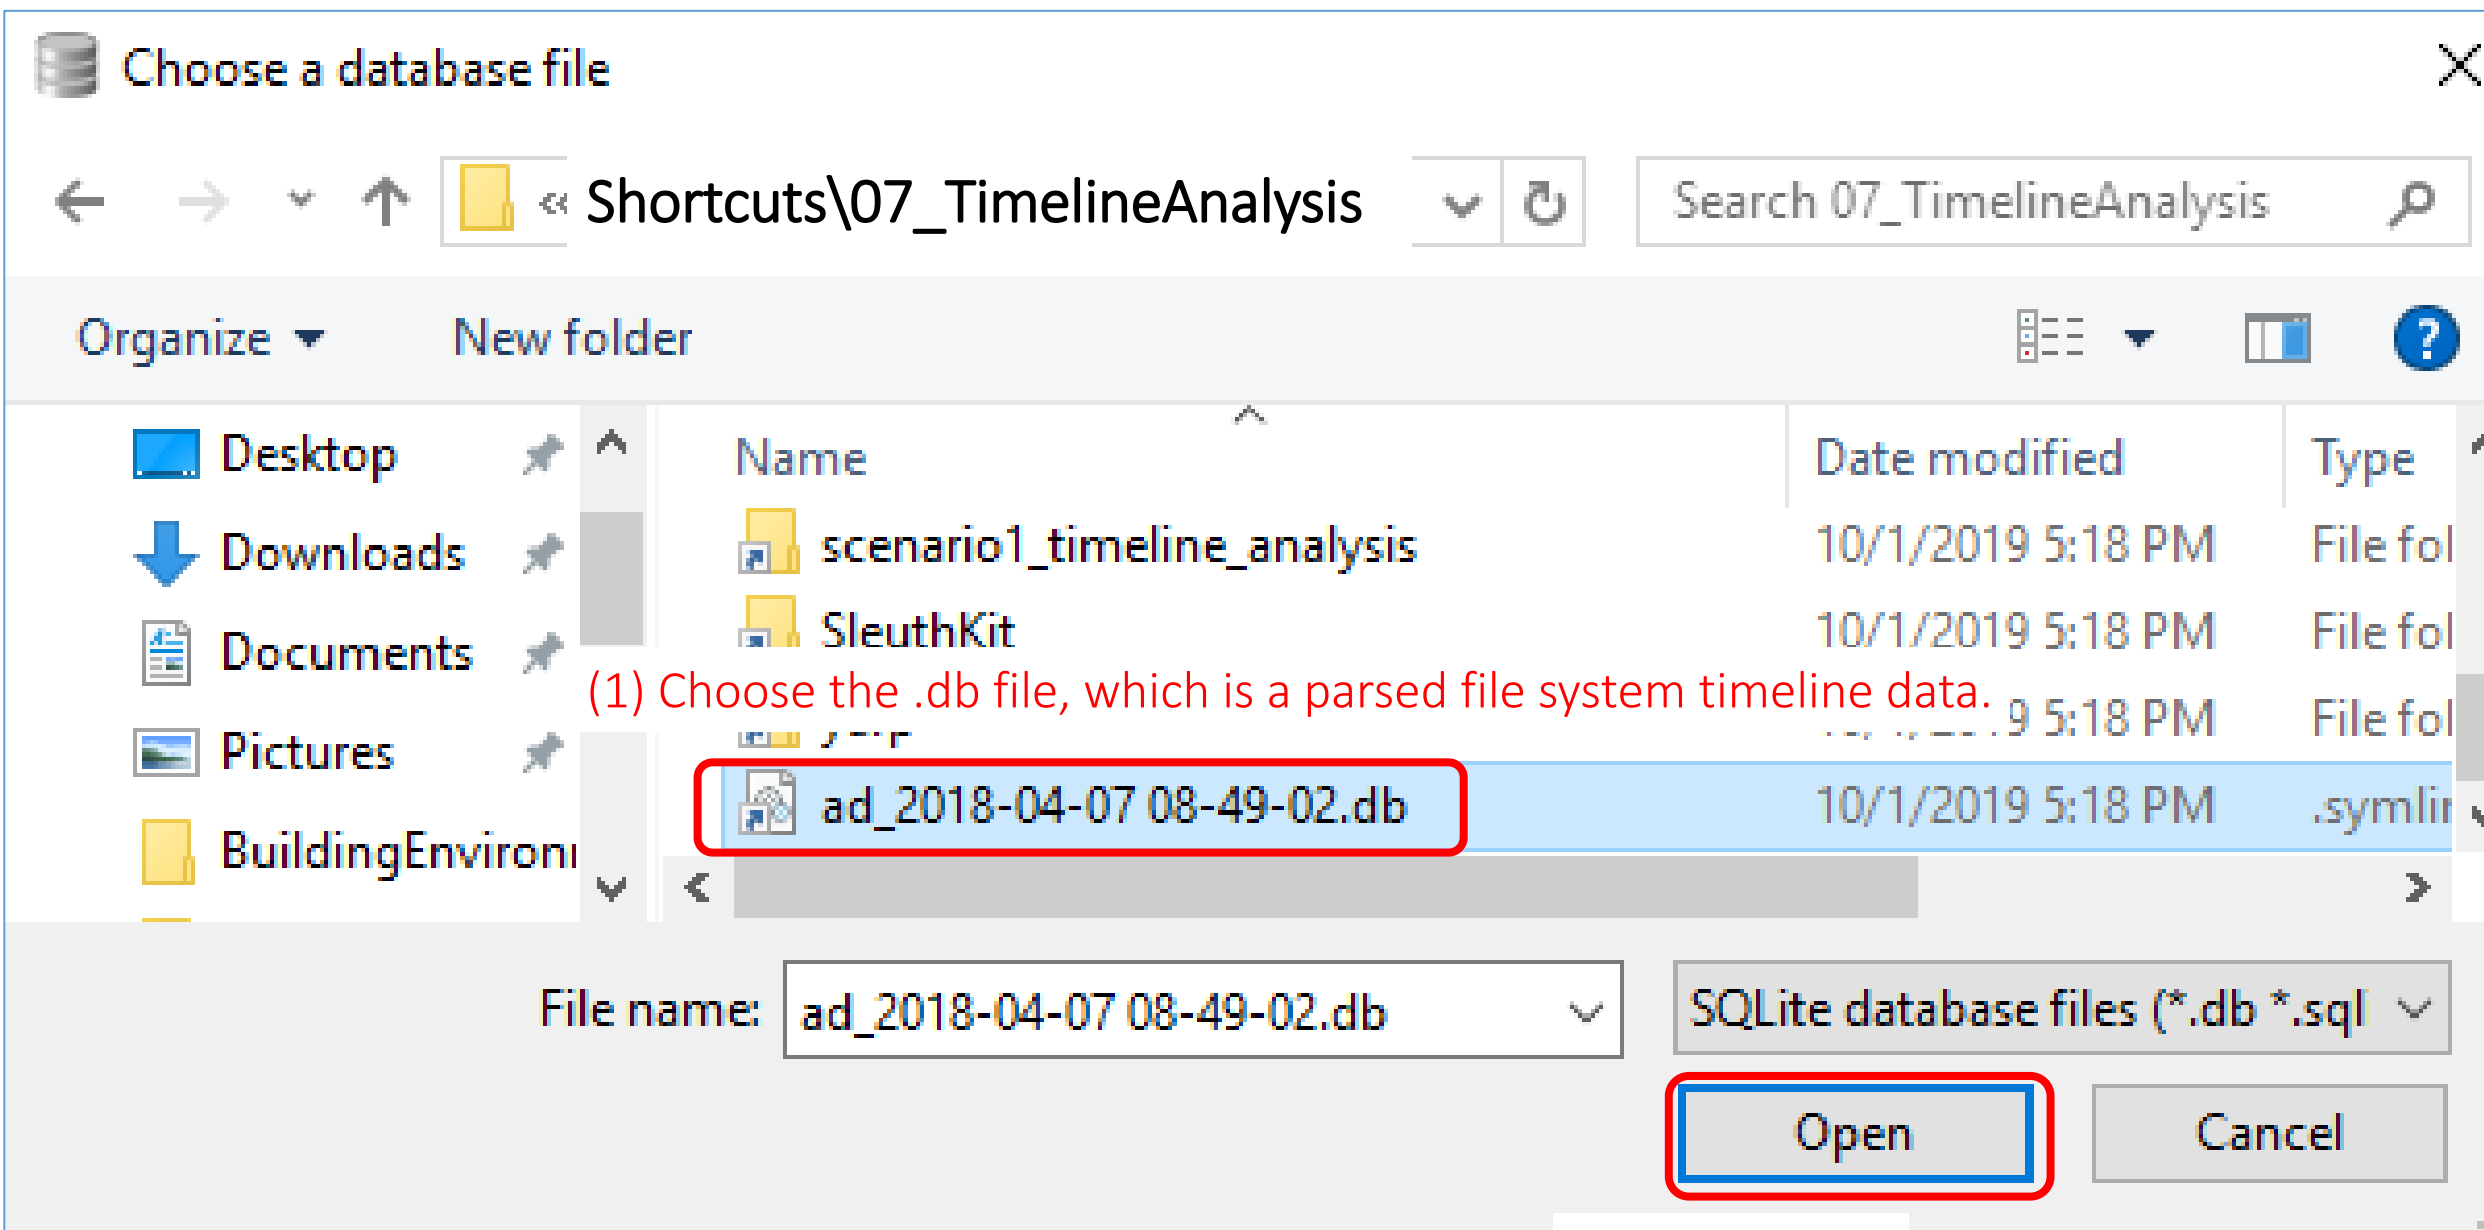 Choose a database file
« Shortcuts\07_TimelineAnalysis
Search 07_TimelineAnalysis
Organize
New folder
Name
Date modified
Type
Desktop
Downloads
Documents
Pictures
scenario1_timeline_analysis 10/1/2019 5:18 PM File fol
SleuthKit 10/1/2019 5:18 PM File fol
(1) Choose the .db file, which is a parsed file system timeline data.
9 5:18 PM File fol
ad_2018-04-07 08-49-02.db 10/1/2019 5:18 PM .symlin
BuildingEnvironm
File name: ad_2018-04-07 08-49-02.db
SQLite database files (*.db *.sqli
Open
Cancel